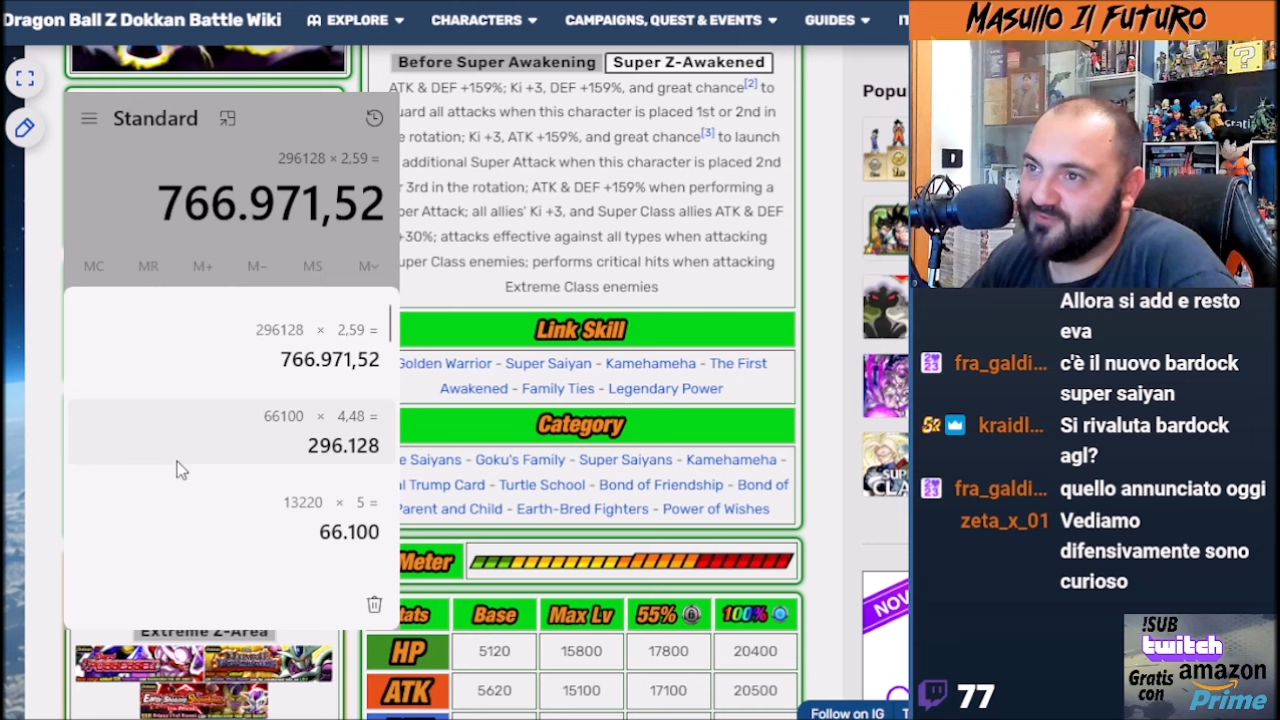 Dragon Ball Z Dokkan Battle Wiki
EXPLORE
CHARACTERS
CAMPAIGNS, QUEST & EVENTS
GUIDES
MASULLO IL FUTURO
Before Super Awakening
Super Z-Awakened
ATK & DEF +159%; Ki +3, DEF +159%, and great chance[2] to
uard all attacks when this character is placed 1st or 2nd in
e rotation; Ki +3, ATK +159%, and great chance[3] to launch
additional Super Attack when this character is placed 2nd
r 3rd in the rotation; ATK & DEF +159% when performing a
per Attack; all allies' Ki +3, and Super Class allies ATK & DEF
+30%; attacks effective against all types when attacking
uper Class enemies; performs critical hits when attacking
Extreme Class enemies
Link Skill
Golden Warrior - Super Saiyan - Kamehameha - The First
Awakened - Family Ties - Legendary Power
Category
e Saiyans - Goku's Family - Super Saiyans - Kamehameha -
l Trump Card - Turtle School - Bond of Friendship - Bond of
Parent and Child - Earth-Bred Fighters - Power of Wishes
Meter
tats Base Max Lv 55% 100%
HP 5120 15800 17800 20400
ATK 5620 15100 17100 20500
Standard
296128 × 2,59 =
766.971,52
MC MR M+ M− MS M
296128 × 2,59 =
766.971,52
66100 × 4,48 =
296.128
13220 × 5 =
66.100
Extreme Z-Area
Popu
NOV
Follow on IG
T
Allora si add e resto
eva
fra_galdi... c'è il nuovo bardock
super saiyan
kraidl... Si rivaluta bardock
agl?
fra_galdi... quello annunciato oggi
zeta_x_01 Vediamo
difensivamente sono
curioso
77
!SUB
twitch
Gratis
con
amazon
Prime